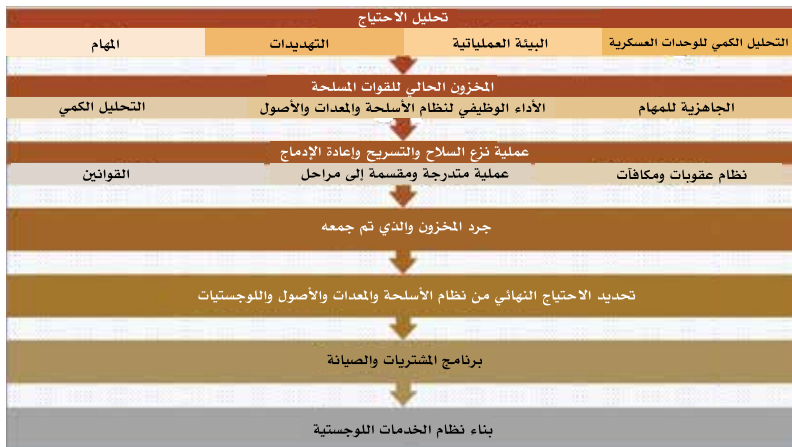 تحليل الاحتياج
التحليل الكمي للوحدات العسكرية
البيئة العملياتية
التهديدات
المهام
المخزون الحالي للقوات المسلحة
الجاهزية للمهام
الأداء الوظيفي لنظام الأسلحة والمعدات والأصول
التحليل الكمي
عملية نزع السلاح والتسريح وإعادة الإدماج
نظام عقوبات ومكافآت
عملية متدرجة ومقسمة إلى مراحل
القوانين
جرد المخزون والذي تم جمعه
تحديد الاحتياج النهائي من نظام الأسلحة والمعدات والأصول واللوجستيات
برنامج المشتريات والصيانة
بناء نظام الخدمات اللوجستية